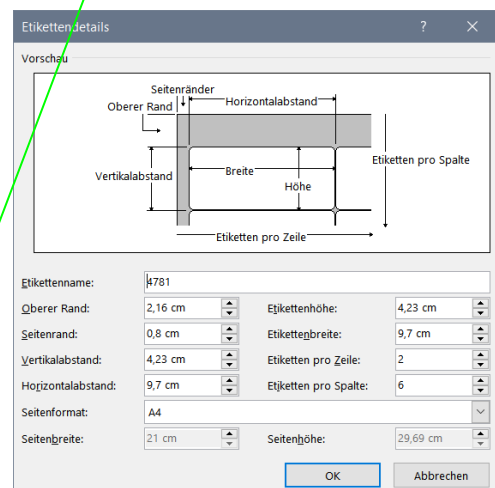 Etikettendetails ? ×
Vorschau
Seitenränder
Oberer Rand
Horizontalabstand
Etiketten pro Spalte
Vertikalabstand
Breite
Höhe
Etiketten pro Zeile
Etikettenname: 4781
Oberer Rand: 2,16 cm Etikettenhöhe: 4,23 cm
Seitenrand: 0,8 cm Etikettenbreite: 9,7 cm
Vertikalabstand: 4,23 cm Etiketten pro Zeile: 2
Horizontalabstand: 9,7 cm Etiketten pro Spalte: 6
Seitenformat: A4
Seitenbreite: 21 cm Seitenhöhe: 29,69 cm
OK Abbrechen